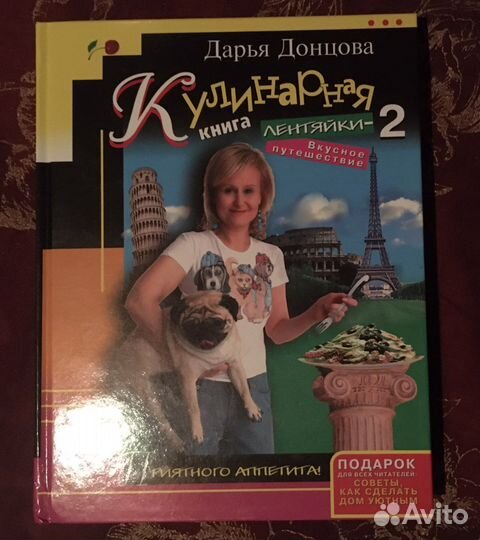 Дарья Донцова
Кулинарная
книга
ЛЕНТЯЙКИ-2
Вкусное
путешествие
РИЯТНОГО АППЕТИТА!
ПОДАРОК
ДЛЯ ВСЕХ ЧИТАТЕЛЕЙ:
СОВЕТЫ,
КАК СДЕЛАТЬ
ДОМ УЮТНЫМ
Avito